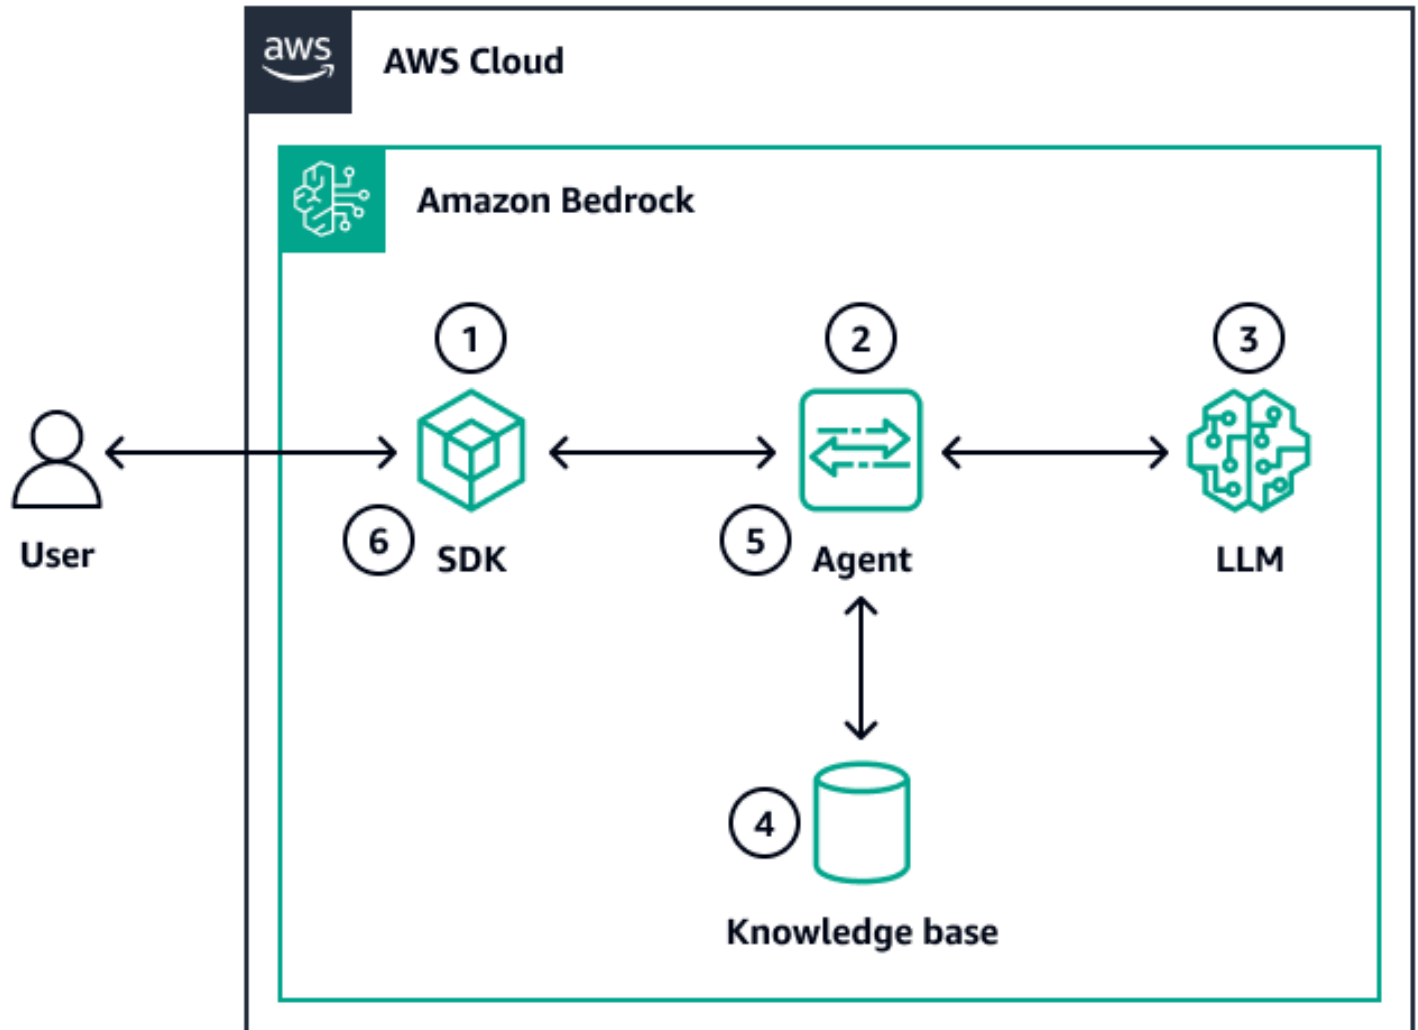 aws
AWS Cloud
Amazon Bedrock
1
2
3
6
SDK
5
Agent
LLM
User
4
Knowledge base